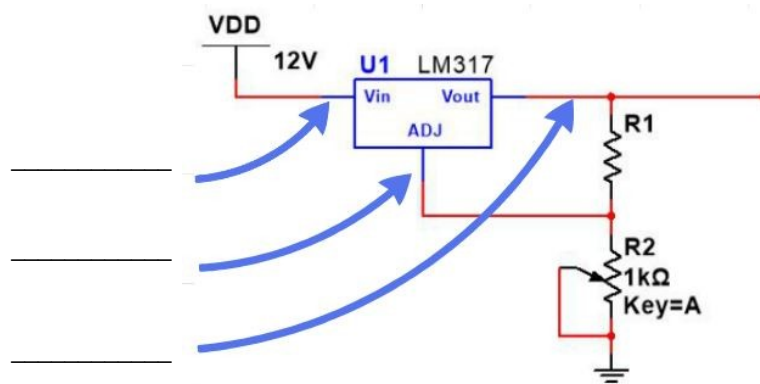 VDD
12V
U1 LM317
Vin Vout
ADJ
R1
R2
1kΩ
Key=A